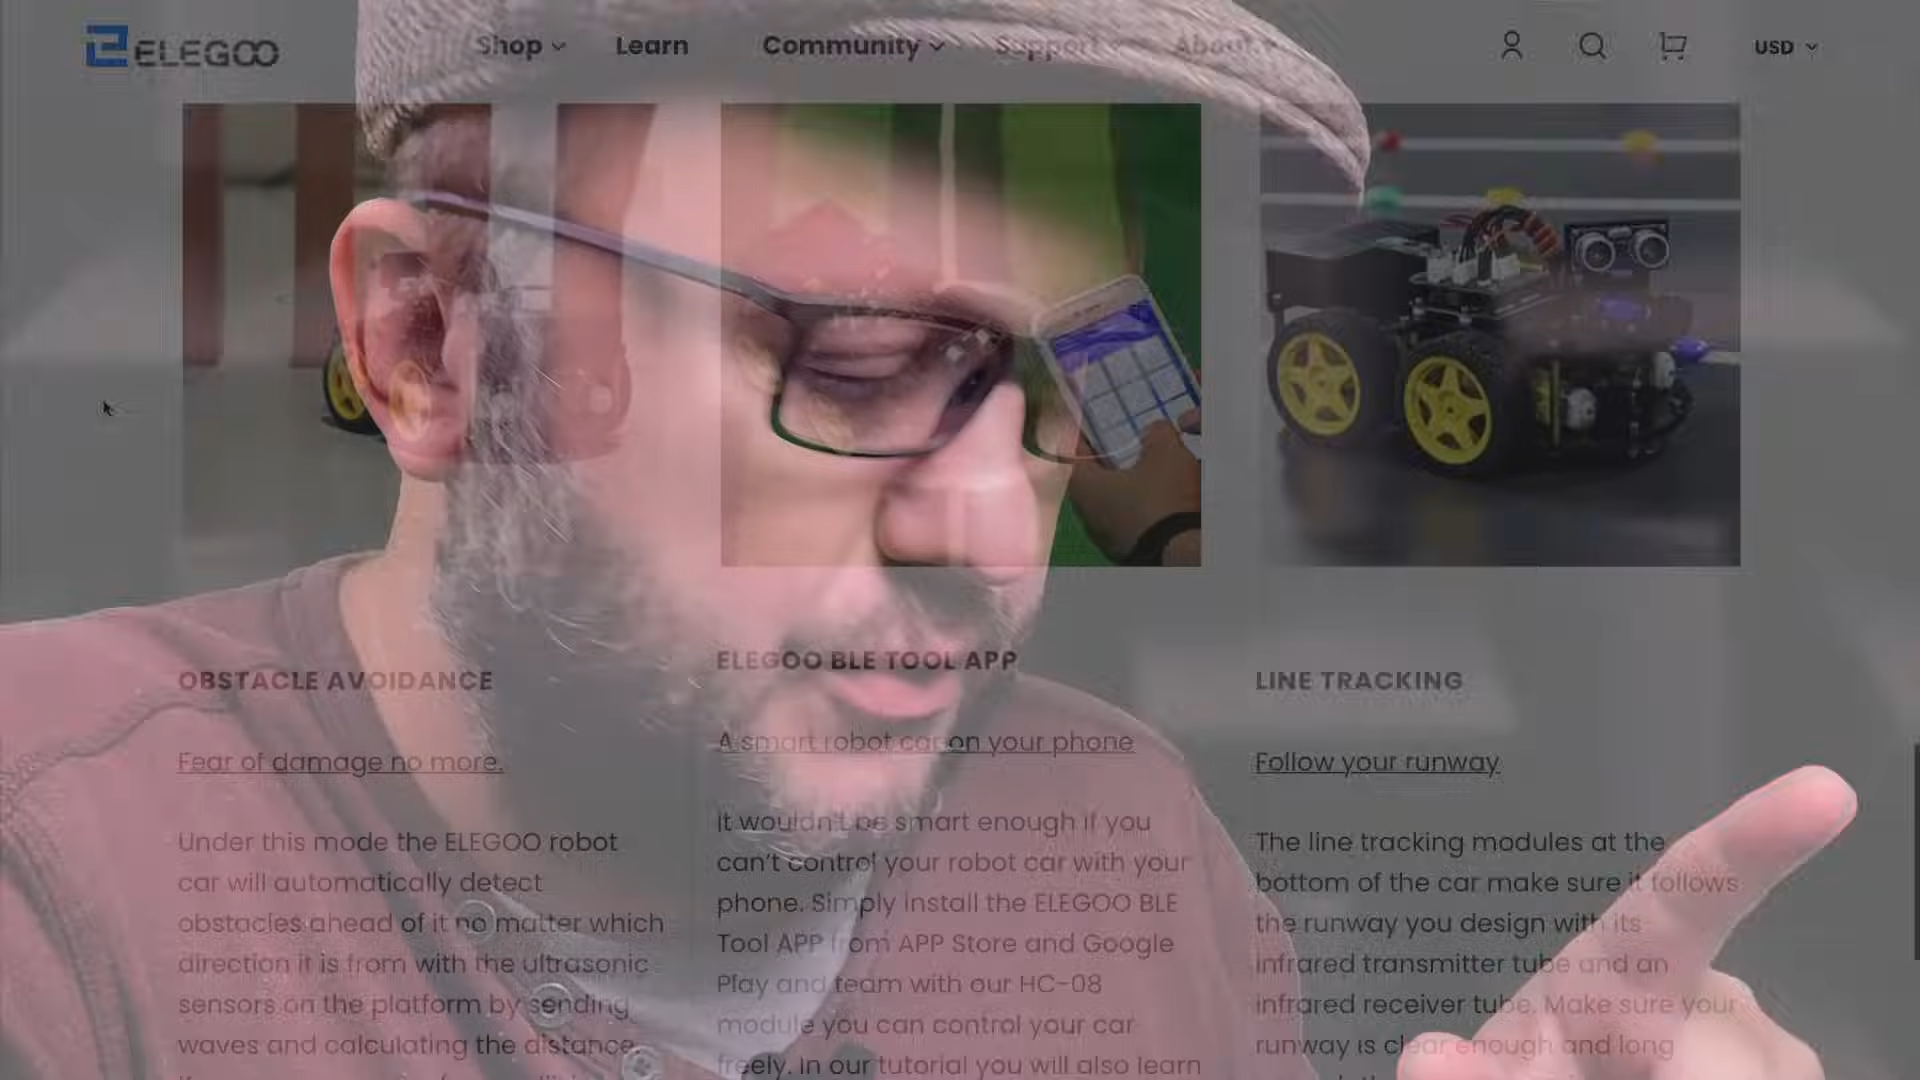 ELEGOO
Shop
Learn
Community
Support
About
USD
OBSTACLE AVOIDANCE
Fear of damage no more.
Under this mode the ELEGOO robot
car will automatically detect
obstacles ahead of it no matter which
direction it is from with the ultrasonic
sensors on the platform by sending
waves and calculating the distance.
ELEGOO BLE TOOL APP
A smart robot car on your phone
It wouldn't be smart enough if you
can't control your robot car with your
phone. Simply install the ELEGOO BLE
Tool APP from APP Store and Google
Play and team with our HC-08
module you can control your car
freely. In our tutorial you will also learn
LINE TRACKING
Follow your runway
The line tracking modules at the
bottom of the car make sure it follows
the runway you design with its
infrared transmitter tube and an
infrared receiver tube. Make sure your
runway is clear enough and long